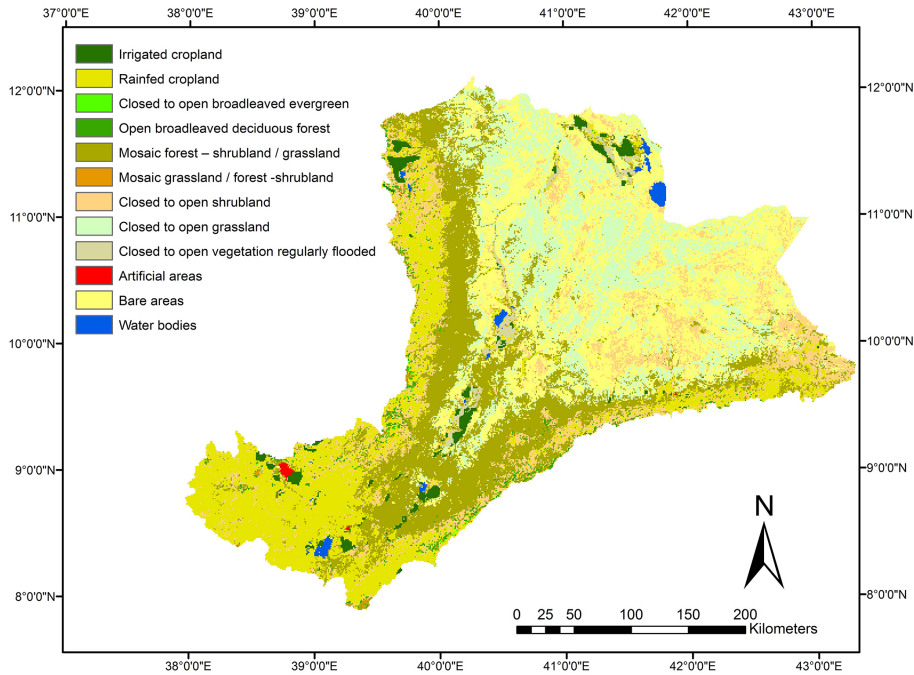 37°0'0"E 38°0'0"E 39°0'0"E 40°0'0"E 41°0'0"E 42°0'0"E 43°0'0"E
Irrigated cropland
Rainfed cropland
Closed to open broadleaved evergreen
Open broadleaved deciduous forest
Mosaic forest – shrubland / grassland
Mosaic grassland / forest -shrubland
Closed to open shrubland
Closed to open grassland
Closed to open vegetation regularly flooded
Artificial areas
Bare areas
Water bodies
12°0'0"N 12°0'0"N
11°0'0"N 11°0'0"N
10°0'0"N 10°0'0"N
9°0'0"N 9°0'0"N
8°0'0"N 8°0'0"N
N
0 25 50 100 150 200
Kilometers
38°0'0"E 39°0'0"E 40°0'0"E 41°0'0"E 42°0'0"E 43°0'0"E